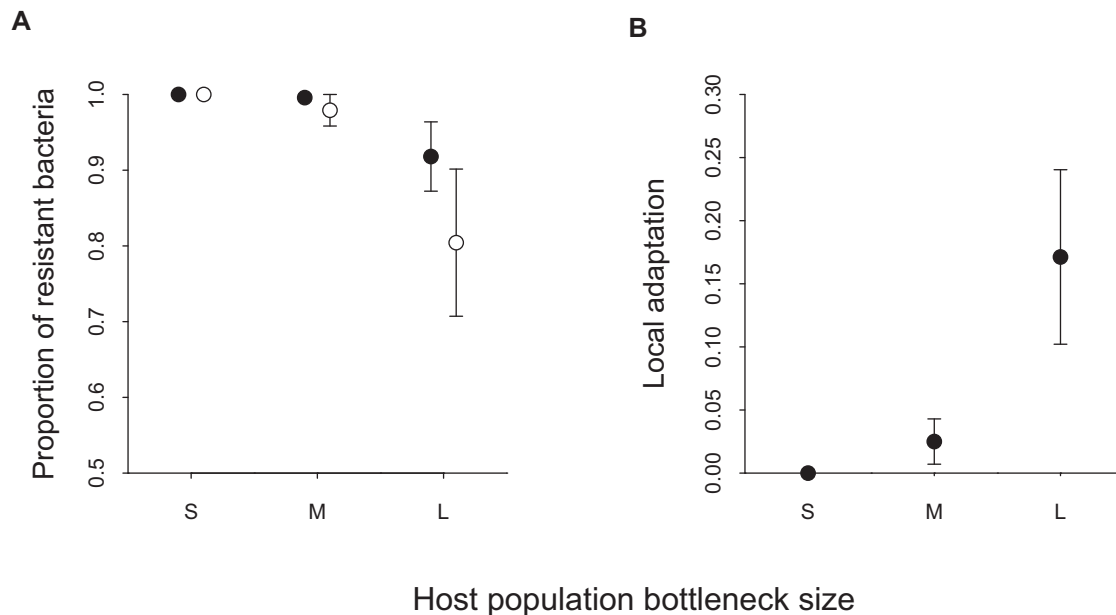 A
Proportion of resistant bacteria
1.0
0.9
0.8
0.7
0.6
0.5
S M L
B
Local adaptation
0.30
0.25
0.20
0.15
0.10
0.05
0.00
S M L
Host population bottleneck size